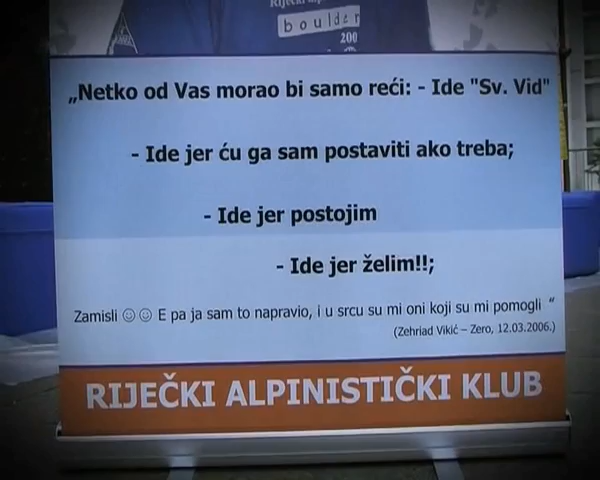 boulder
200
„Netko od Vas morao bi samo reći: - Ide "Sv. Vid"
- Ide jer ću ga sam postaviti ako treba;
- Ide jer postojim
- Ide jer želim!!;
Zamisli ☺☺ E pa ja sam to napravio, i u srcu su mi oni koji su mi pomogli “
(Zehriad Vikić – Zero, 12.03.2006.)
RIJEČKI ALPINISTIČKI KLUB